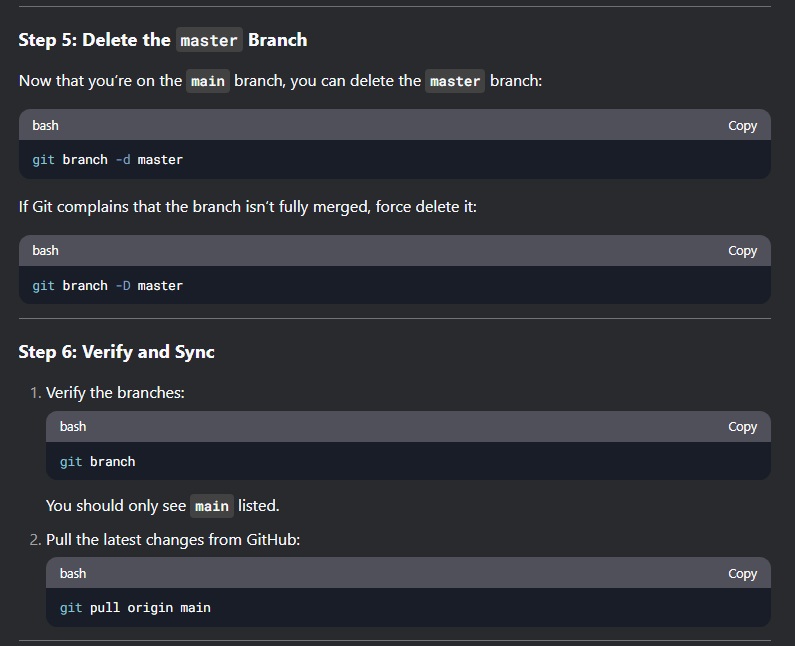 Step 5: Delete the master Branch
Now that you’re on the main branch, you can delete the master branch:
bash
Copy
git branch -d master
If Git complains that the branch isn’t fully merged, force delete it:
bash
Copy
git branch -D master
Step 6: Verify and Sync
1. Verify the branches:
bash
Copy
git branch
You should only see main listed.
2. Pull the latest changes from GitHub:
bash
Copy
git pull origin main